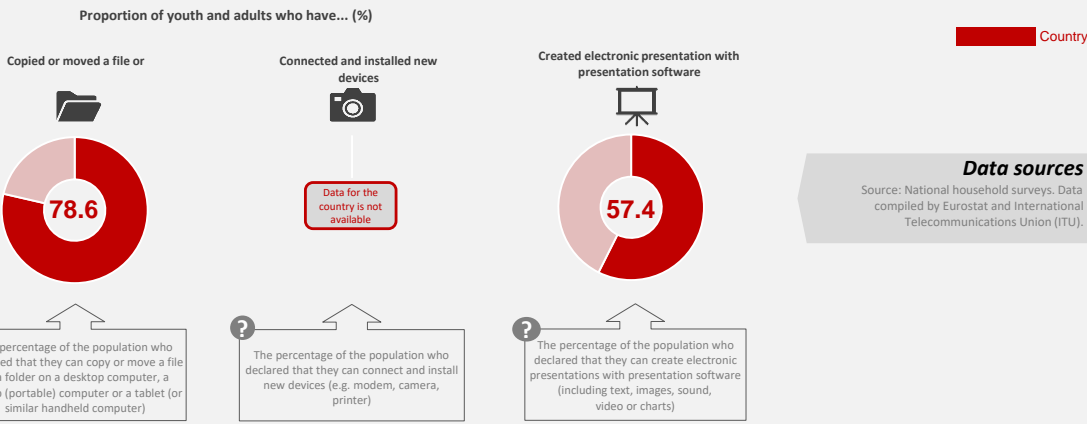 Proportion of youth and adults who have... (%)
Country
Copied or moved a file or
Connected and installed new
devices
Created electronic presentation with
presentation software
78.6
Data for the
country is not
available
57.4
Data sources
Source: National household surveys. Data
compiled by Eurostat and International
Telecommunications Union (ITU).
percentage of the population who
ed that they can copy or move a file
folder on a desktop computer, a
(portable) computer or a tablet (or
similar handheld computer)
?
The percentage of the population who
declared that they can connect and install
new devices (e.g. modem, camera,
printer)
?
The percentage of the population who
declared that they can create electronic
presentations with presentation software
(including text, images, sound,
video or charts)